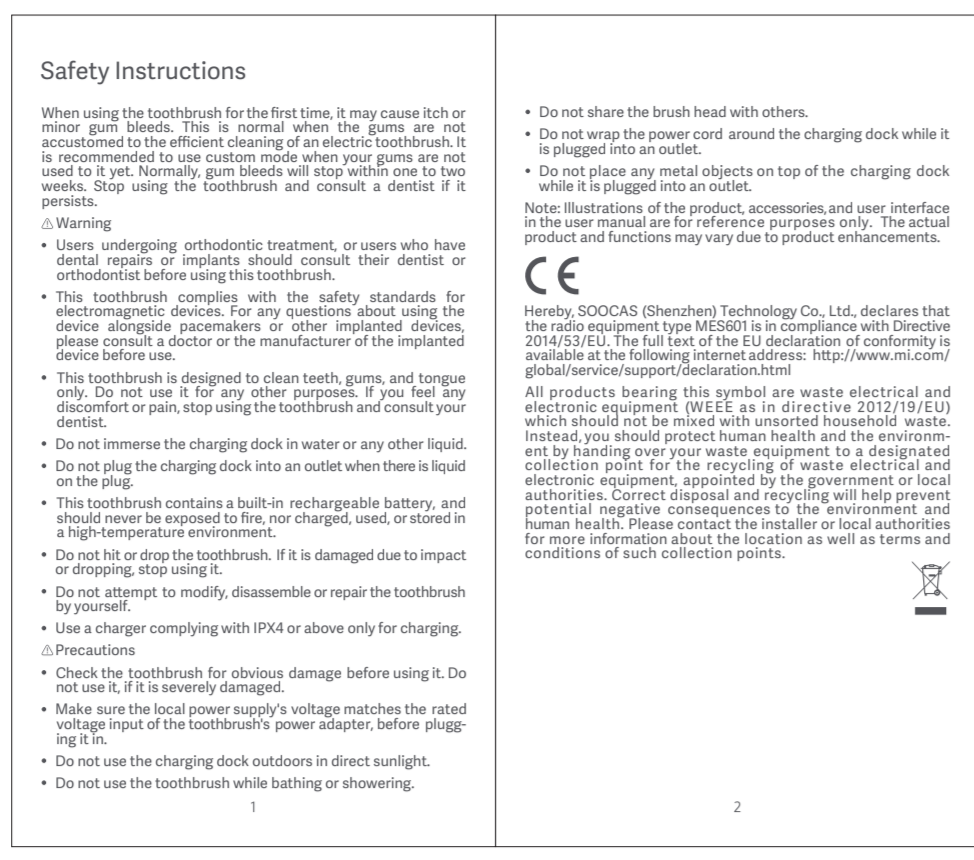 Safety Instructions
When using the toothbrush for the first time, it may cause itch or
minor gum bleeds. This is normal when the gums are not
accustomed to the efficient cleaning of an electric toothbrush. It
is recommended to use custom mode when your gums are not
used to it yet. Normally, gum bleeds will stop within one to two
weeks. Stop using the toothbrush and consult a dentist if it
persists.
⚠ Warning
• Users undergoing orthodontic treatment, or users who have
dental repairs or implants should consult their dentist or
orthodontist before using this toothbrush.
• This toothbrush complies with the safety standards for
electromagnetic devices. For any questions about using the
device alongside pacemakers or other implanted devices,
please consult a doctor or the manufacturer of the implanted
device before use.
• This toothbrush is designed to clean teeth, gums, and tongue
only. Do not use it for any other purposes. If you feel any
discomfort or pain, stop using the toothbrush and consult your
dentist.
• Do not immerse the charging dock in water or any other liquid.
• Do not plug the charging dock into an outlet when there is liquid
on the plug.
• This toothbrush contains a built-in rechargeable battery, and
should never be exposed to fire, nor charged, used, or stored in
a high-temperature environment.
• Do not hit or drop the toothbrush. If it is damaged due to impact
or dropping, stop using it.
• Do not attempt to modify, disassemble or repair the toothbrush
by yourself.
• Use a charger complying with IPX4 or above only for charging.
⚠ Precautions
• Check the toothbrush for obvious damage before using it. Do
not use it, if it is severely damaged.
• Make sure the local power supply's voltage matches the rated
voltage input of the toothbrush's power adapter, before plugg-
ing it in.
• Do not use the charging dock outdoors in direct sunlight.
• Do not use the toothbrush while bathing or showering.
1
• Do not share the brush head with others.
• Do not wrap the power cord around the charging dock while it
is plugged into an outlet.
• Do not place any metal objects on top of the charging dock
while it is plugged into an outlet.
Note: Illustrations of the product, accessories, and user interface
in the user manual are for reference purposes only. The actual
product and functions may vary due to product enhancements.
CE
Hereby, SOOCAS (Shenzhen) Technology Co., Ltd., declares that
the radio equipment type MES601 is in compliance with Directive
2014/53/EU. The full text of the EU declaration of conformity is
available at the following internet address: http://www.mi.com/
global/service/support/declaration.html
All products bearing this symbol are waste electrical and
electronic equipment (WEEE as in directive 2012/19/EU)
which should not be mixed with unsorted household waste.
Instead, you should protect human health and the environm-
ent by handing over your waste equipment to a designated
collection point for the recycling of waste electrical and
electronic equipment, appointed by the government or local
authorities. Correct disposal and recycling will help prevent
potential negative consequences to the environment and
human health. Please contact the installer or local authorities
for more information about the location as well as terms and
conditions of such collection points.
2